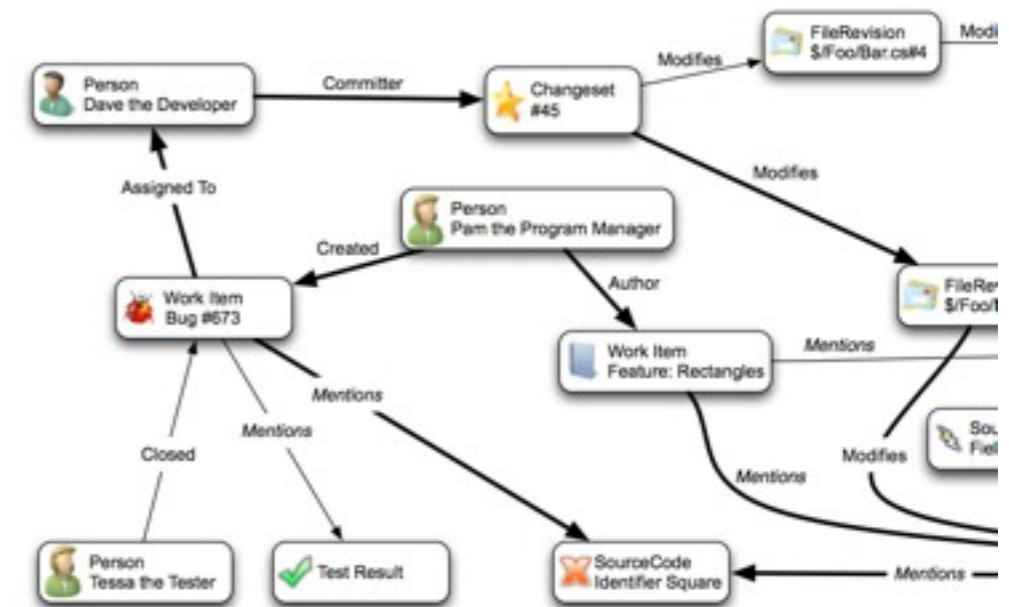 FileRevision
$/Foo/Bar.cs#4
Modifies
Person
Dave the Developer
Committer
Changeset
#45
Assigned To
Modifies
Person
Pam the Program Manager
Created
Author
Work Item
Bug #673
$/Foo/
Work Item
Feature: Rectangles
Mentions
Mentions
Mentions
Closed
Modifies
Mentions
Person
Tessa the Tester
Test Result
SourceCode
Identifier Square
Mentions